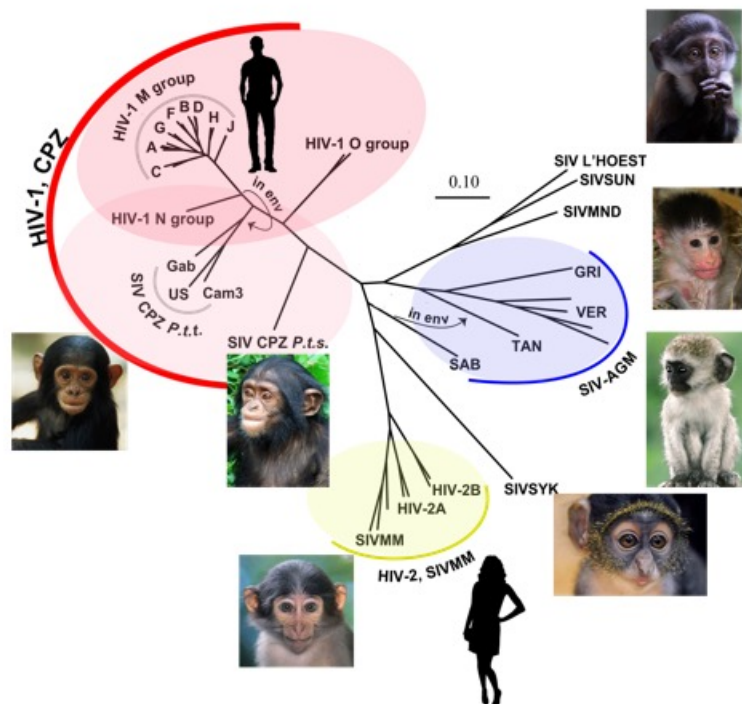 HIV-1, CPZ
HIV-1 M group
F
B
D
H
J
G
A
C
HIV-1 O group
in env
HIV-1 N group
Gab
US
Cam3
SIV CPZ P.t.t.
SIV CPZ P.t.s.
0.10
SIV L'HOEST
SIVSUN
SIVMND
GRI
VER
in env
TAN
SAB
SIV-AGM
SIVSYK
HIV-2B
HIV-2A
SIVMM
HIV-2, SIVMM